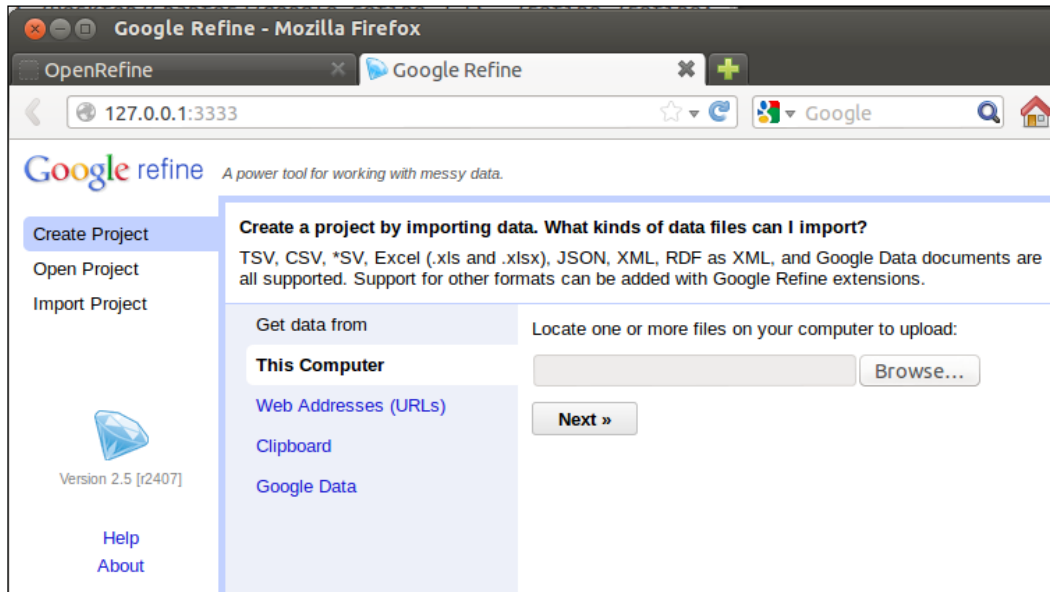 Google Refine - Mozilla Firefox
OpenRefine
Google Refine
127.0.0.1:3333
Google
Google refine A power tool for working with messy data.
Create Project
Open Project
Import Project
Create a project by importing data. What kinds of data files can I import?
TSV, CSV, *SV, Excel (.xls and .xlsx), JSON, XML, RDF as XML, and Google Data documents are
all supported. Support for other formats can be added with Google Refine extensions.
Get data from
This Computer
Web Addresses (URLs)
Clipboard
Google Data
Locate one or more files on your computer to upload:
Browse...
Next »
Version 2.5 [r2407]
Help
About